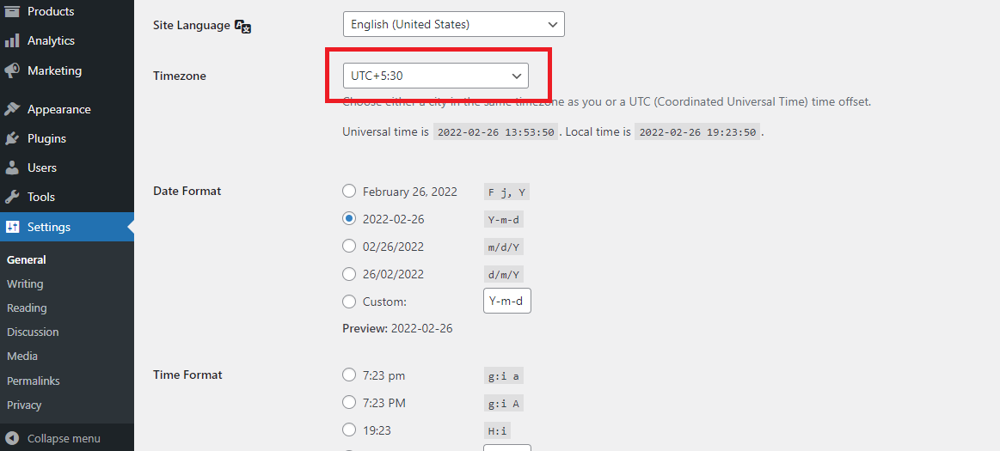 Products
Analytics
Marketing
Appearance
Plugins
Users
Tools
Settings
General
Writing
Reading
Discussion
Media
Permalinks
Privacy
Collapse menu
Site Language
English (United States)
Timezone
UTC+5:30
Choose either a city in the same timezone as you or a UTC (Coordinated Universal Time) time offset.
Universal time is 2022-02-26 13:53:50 . Local time is 2022-02-26 19:23:50 .
Date Format
February 26, 2022 F j, Y
2022-02-26 Y-m-d
02/26/2022 m/d/Y
26/02/2022 d/m/Y
Custom: Y-m-d
Preview: 2022-02-26
Time Format
7:23 pm g:i a
7:23 PM g:i A
19:23 H:i